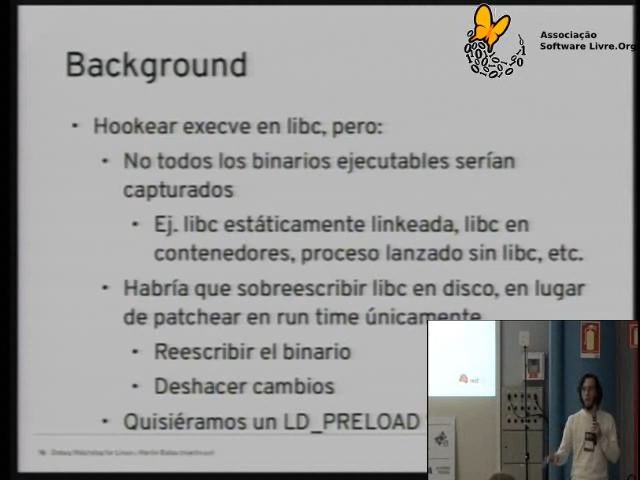 Associação
Software Livre.Org
Background
Hookear execve en libc, pero:
No todos los binarios ejecutables serían
capturados
Ej. libc estáticamente linkeada, libc en
contenedores, proceso lanzado sin libc, etc.
Habría que sobreescribir libc en disco, en lugar
de patchear en run time únicamente
Reescribir el binario
Deshacer cambios
Quisiéramos un LD_PRELOAD